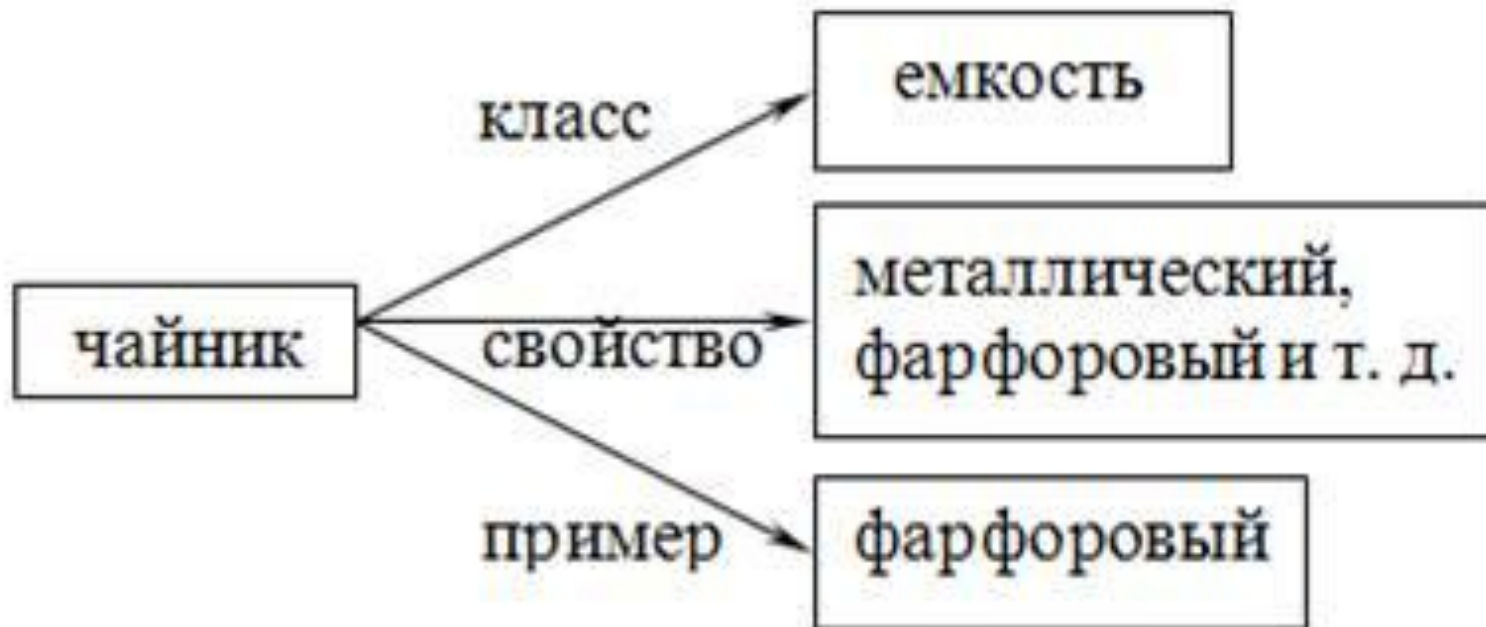 емкость
класс
металлический,
фарфоровый и т. д.
чайник
свойство
пример
фарфоровый